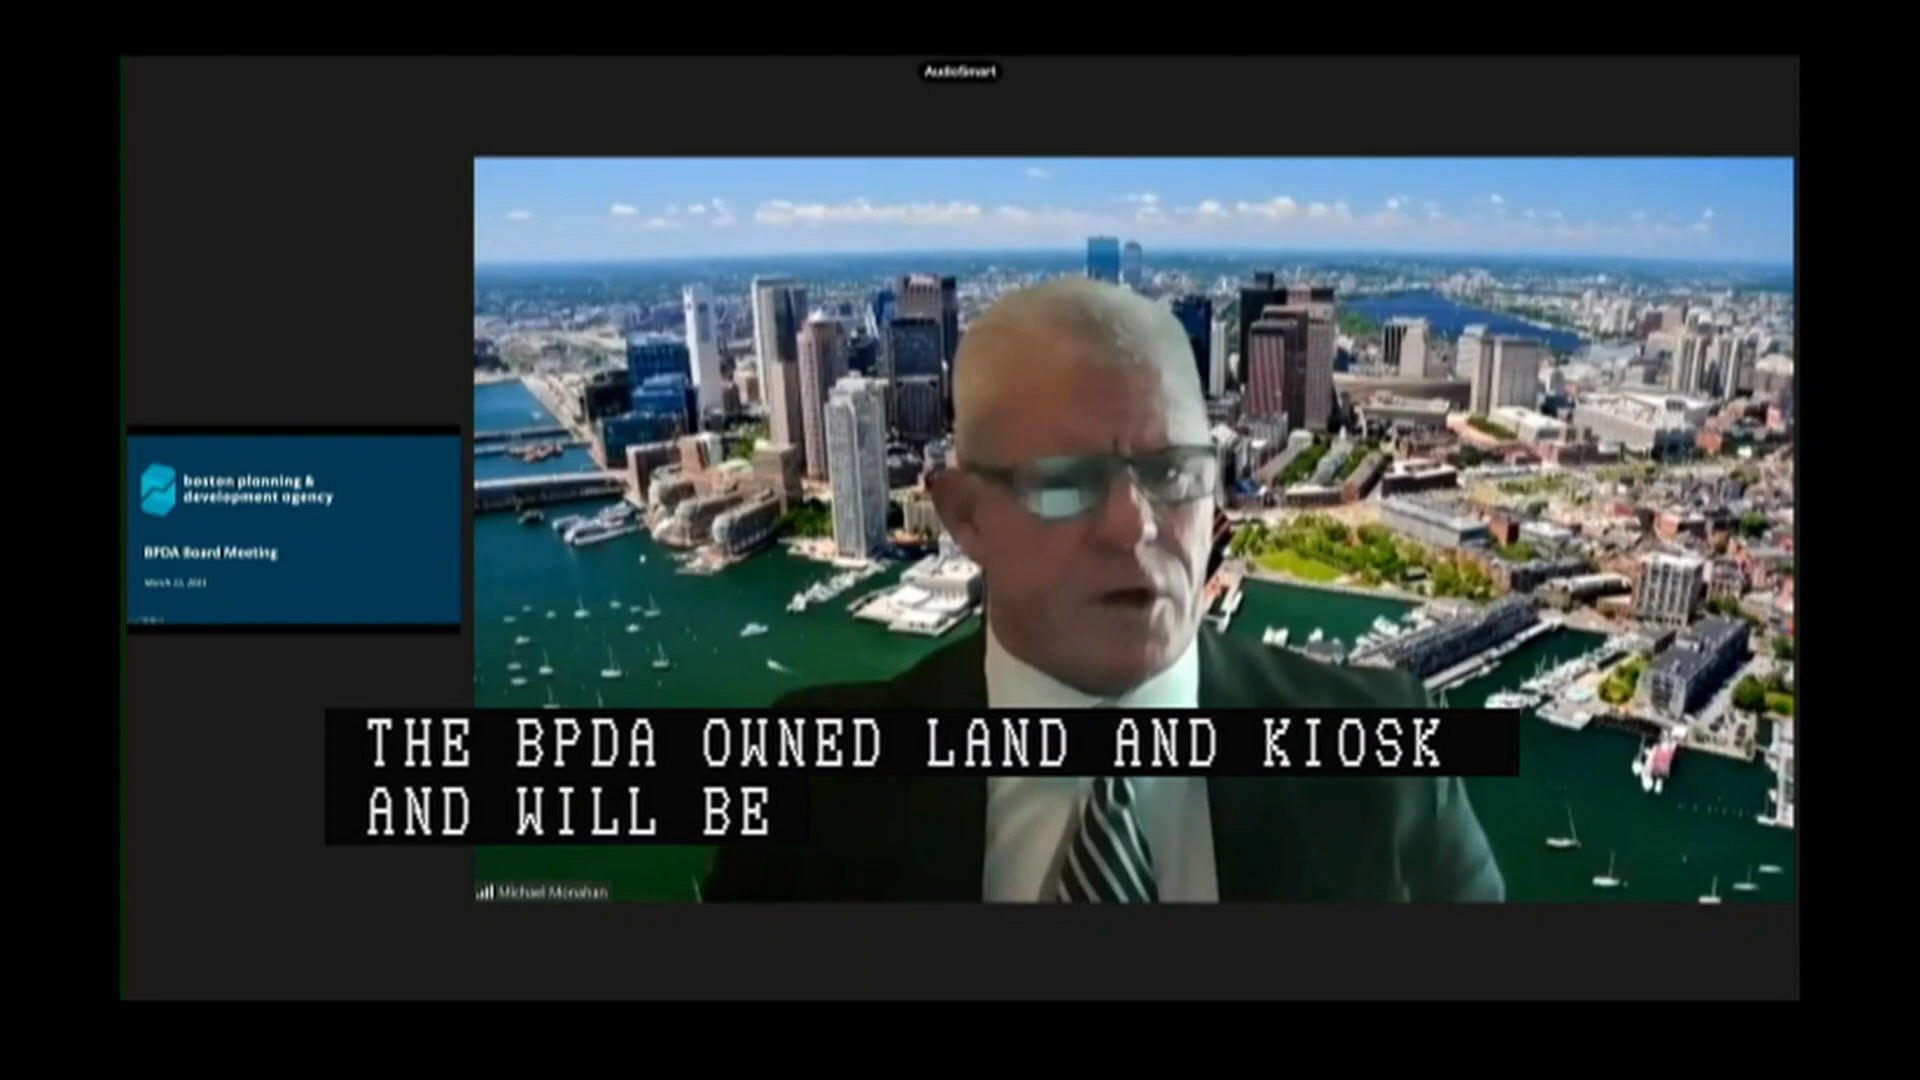 AudioSmart
boston planning &
development agency
BPDA Board Meeting
THE BPDA OWNED LAND AND KIOSK
AND WILL BE
Michael Monahan